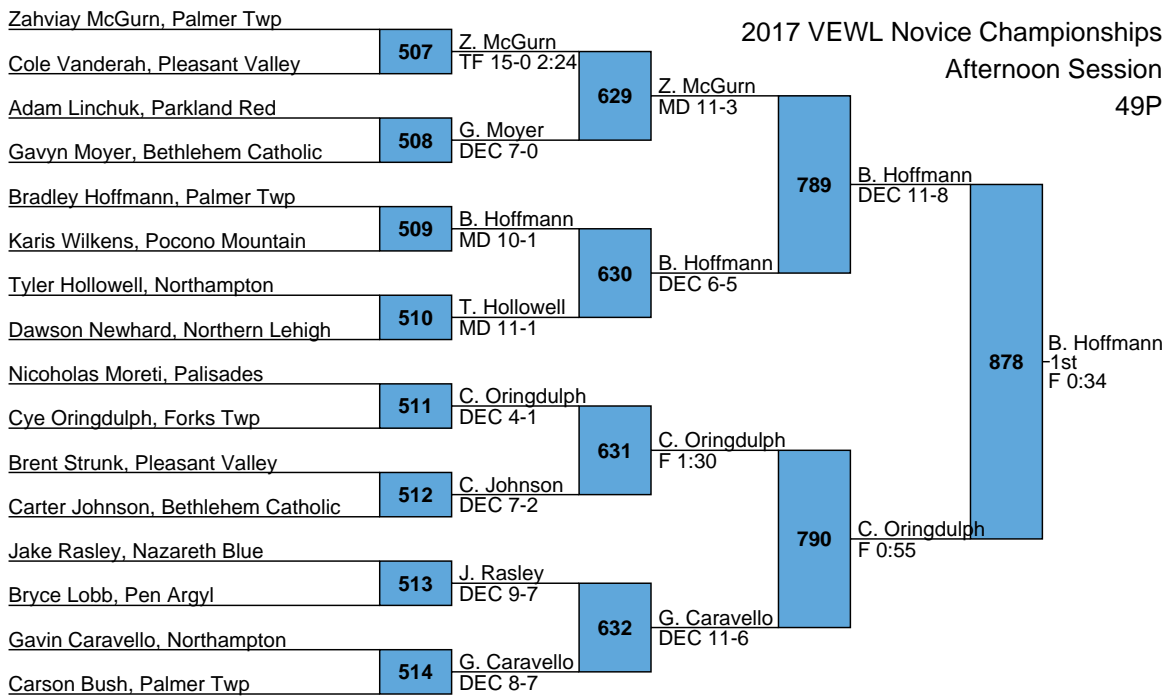 Zahviay McGurn, Palmer Twp
Cole Vanderah, Pleasant Valley
Adam Linchuk, Parkland Red
Gavyn Moyer, Bethlehem Catholic
Bradley Hoffmann, Palmer Twp
Karis Wilkens, Pocono Mountain
Tyler Hollowell, Northampton
Dawson Newhard, Northern Lehigh
Nicoholas Moreti, Palisades
Cye Oringdulph, Forks Twp
Brent Strunk, Pleasant Valley
Carter Johnson, Bethlehem Catholic
Jake Rasley, Nazareth Blue
Bryce Lobb, Pen Argyl
Gavin Caravello, Northampton
Carson Bush, Palmer Twp
507
508
509
510
511
512
513
514
Z. McGurn
TF 15-0 2:24
G. Moyer
DEC 7-0
B. Hoffmann
MD 10-1
T. Hollowell
MD 11-1
C. Oringdulph
DEC 4-1
C. Johnson
DEC 7-2
J. Rasley
DEC 9-7
G. Caravello
DEC 8-7
629
630
631
632
Z. McGurn
MD 11-3
B. Hoffmann
DEC 6-5
C. Oringdulph
F 1:30
G. Caravello
DEC 11-6
789
790
B. Hoffmann
DEC 11-8
C. Oringdulph
F 0:55
878
B. Hoffmann
1st
F 0:34
2017 VEWL Novice Championships
Afternoon Session
49P